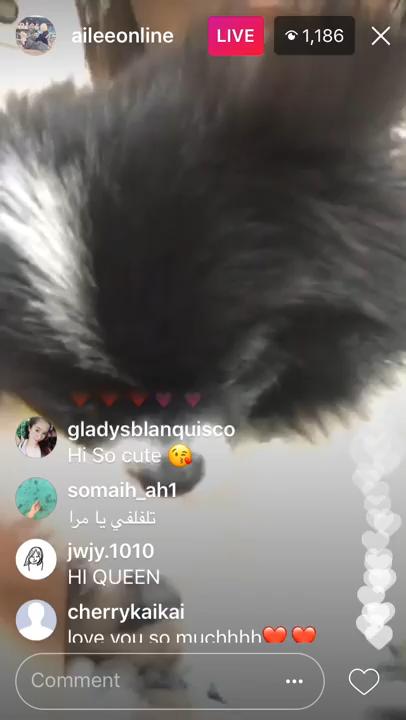 aileeonline LIVE 1,186
gladysblanquisco
Hi So cute 😘
somaih_ah1
تلفلفي يا مرا
jwjy.1010
HI QUEEN
cherrykaikai
love you so muchhhh❤️ ❤️
Comment